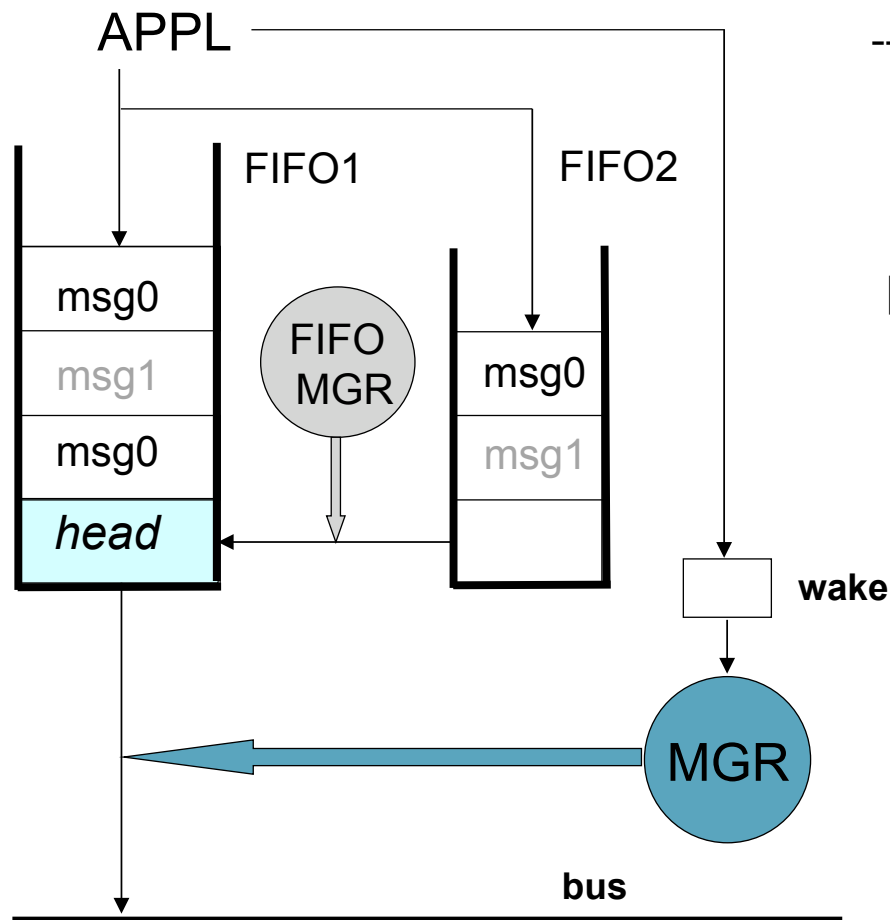 APPL
--
FIFO1
FIFO2
msg0
msg1
msg0
head
FIFO
MGR
msg0
msg1
wake
MGR
bus